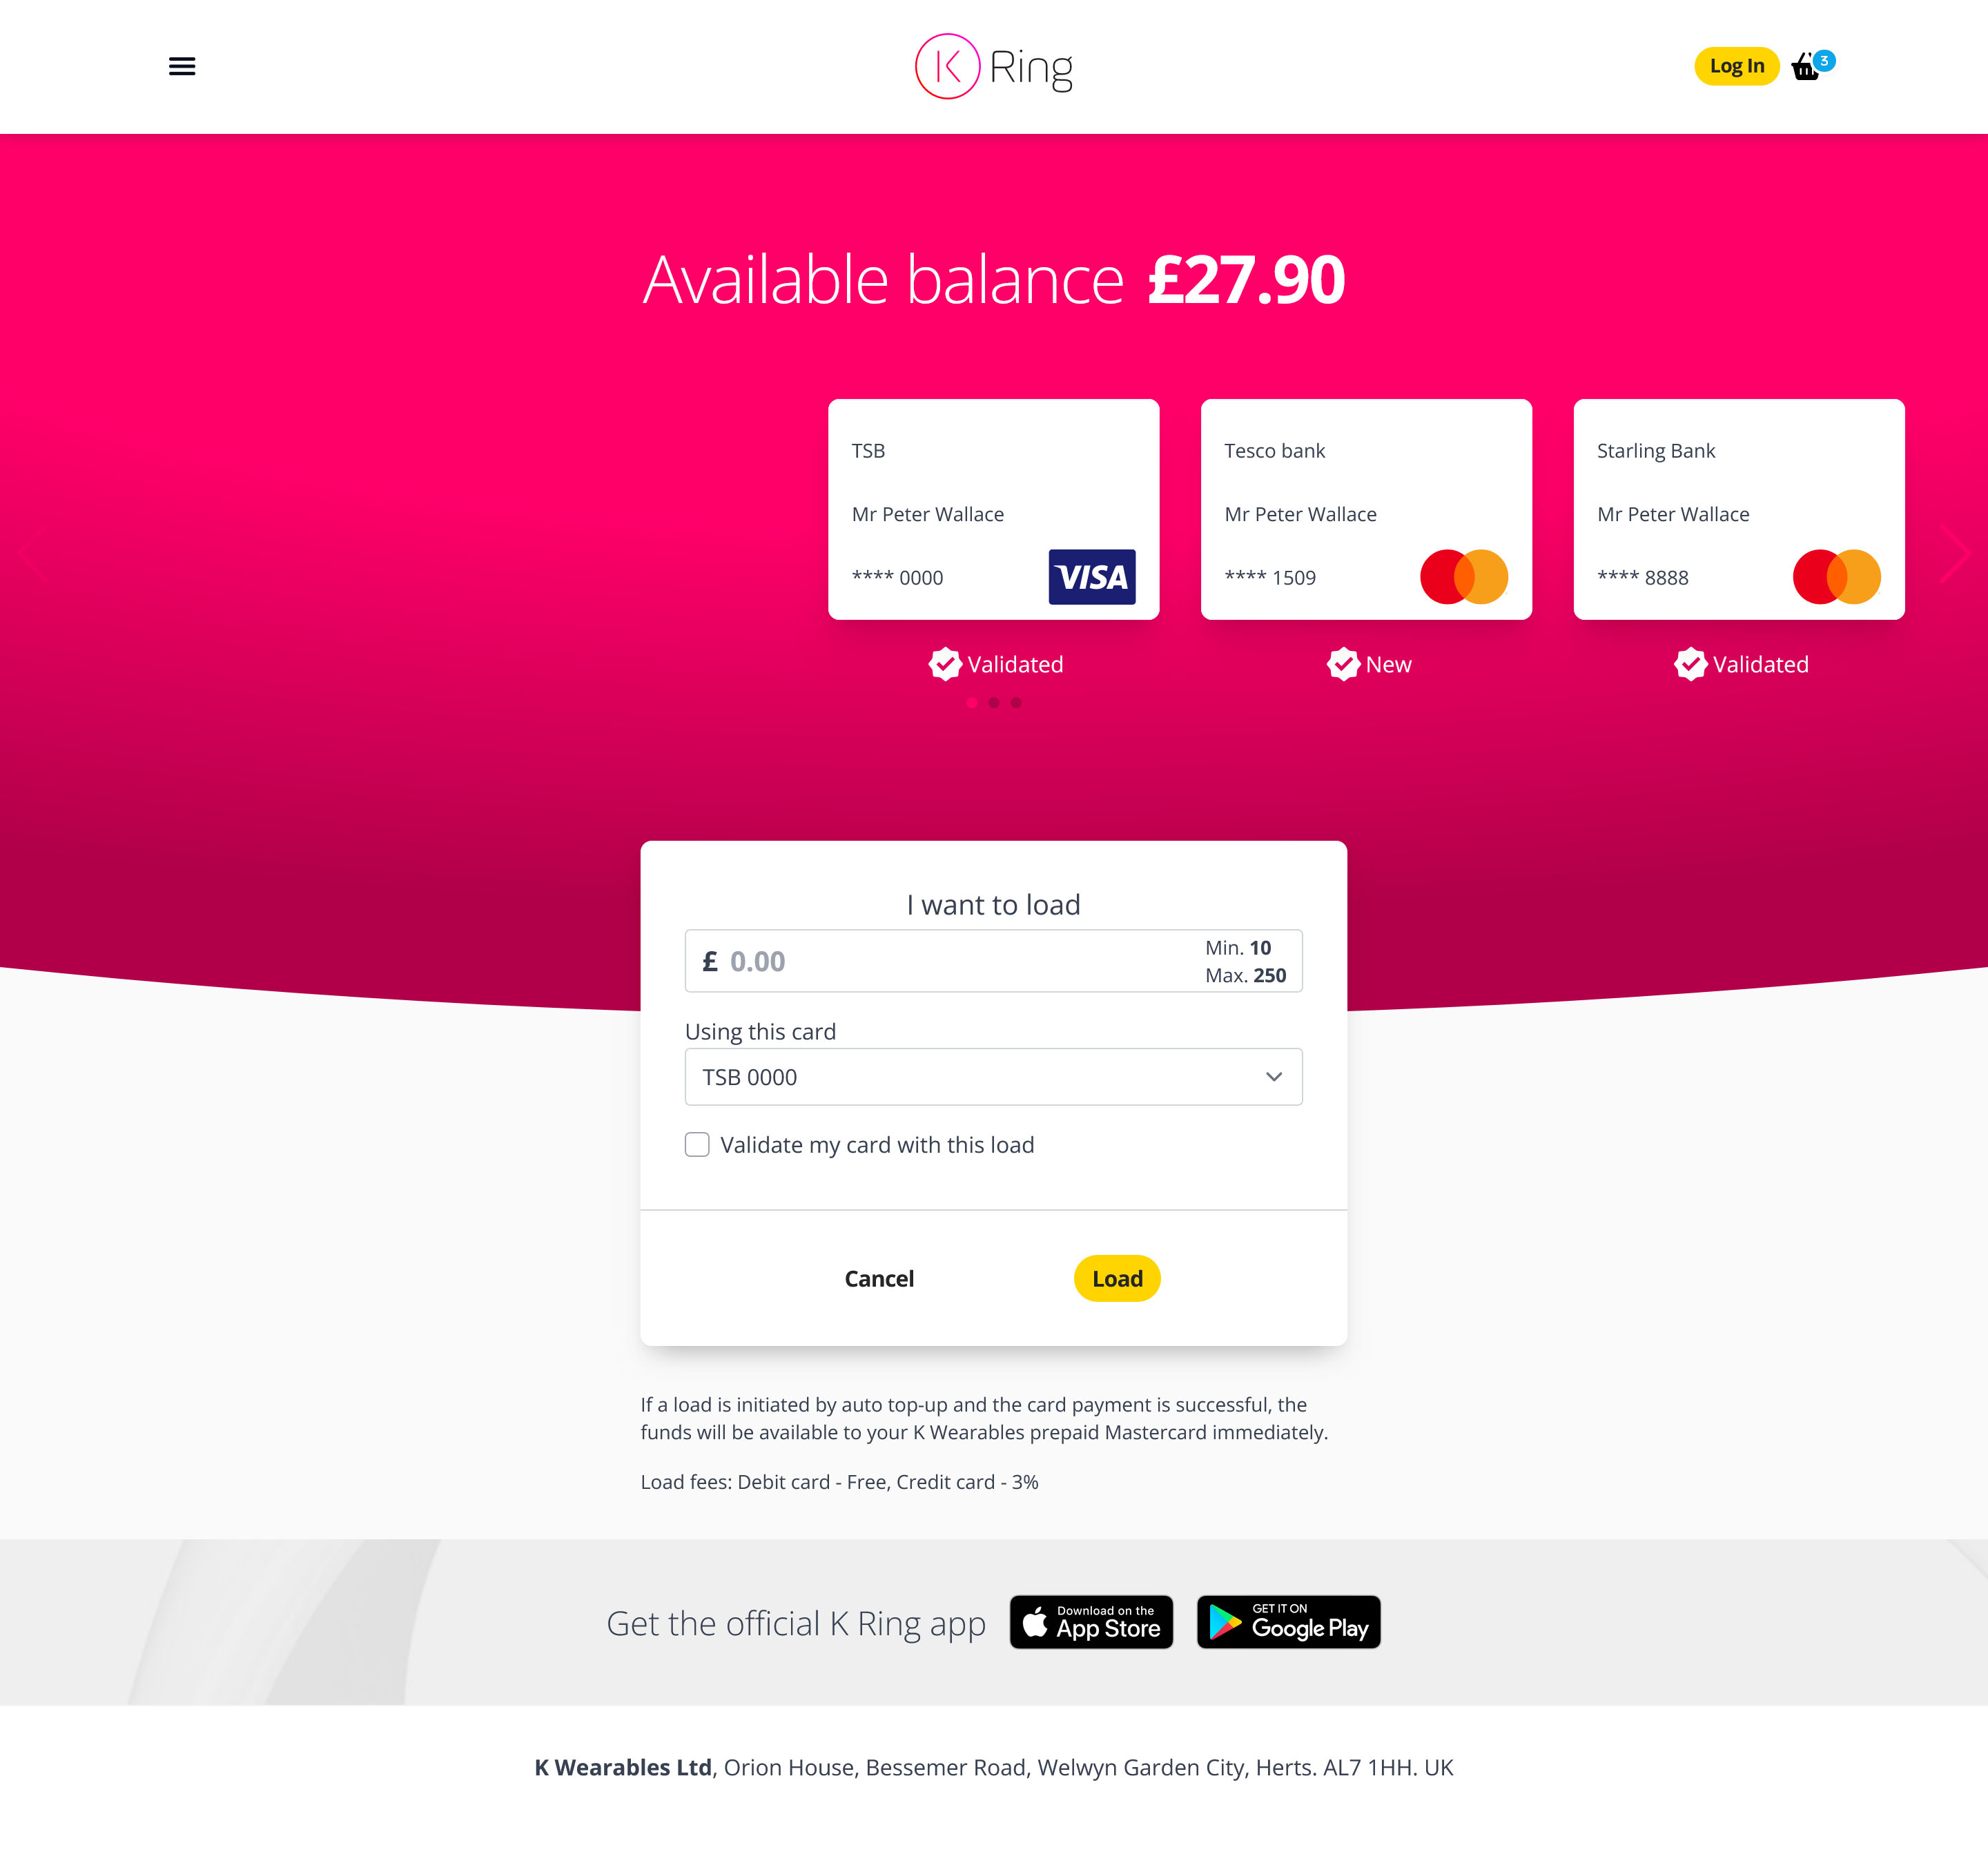 K Ring
Log In
3
Available balance £27.90
TSB
Mr Peter Wallace
**** 0000
VISA
Validated
Tesco bank
Mr Peter Wallace
**** 1509
New
Starling Bank
Mr Peter Wallace
**** 8888
Validated
I want to load
£ 0.00
Min. 10
Max. 250
Using this card
TSB 0000
Validate my card with this load
Cancel
Load
If a load is initiated by auto top-up and the card payment is successful, the
funds will be available to your K Wearables prepaid Mastercard immediately.
Load fees: Debit card - Free, Credit card - 3%
Get the official K Ring app
Download on the
App Store
GET IT ON
Google Play
K Wearables Ltd, Orion House, Bessemer Road, Welwyn Garden City, Herts. AL7 1HH. UK